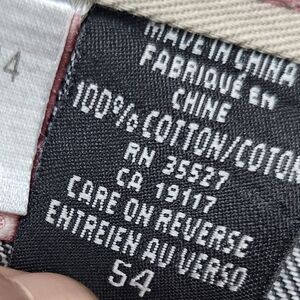 MADE IN CHINA
FABRIQUÉ EN
CHINE
100% COTTON/COTON
RN 35527
CA 19117
CARE ON REVERSE
ENTREIEN AU VERSO
54
4